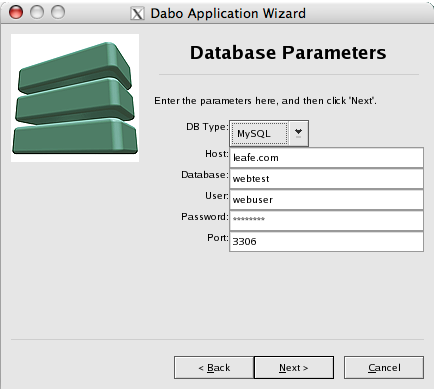 Dabo Application Wizard
Database Parameters
Enter the parameters here, and then click 'Next'.
DB Type: MySQL
Host: leafe.com
Database: webtest
User: webuser
Password: ********
Port: 3306
< Back Next > Cancel